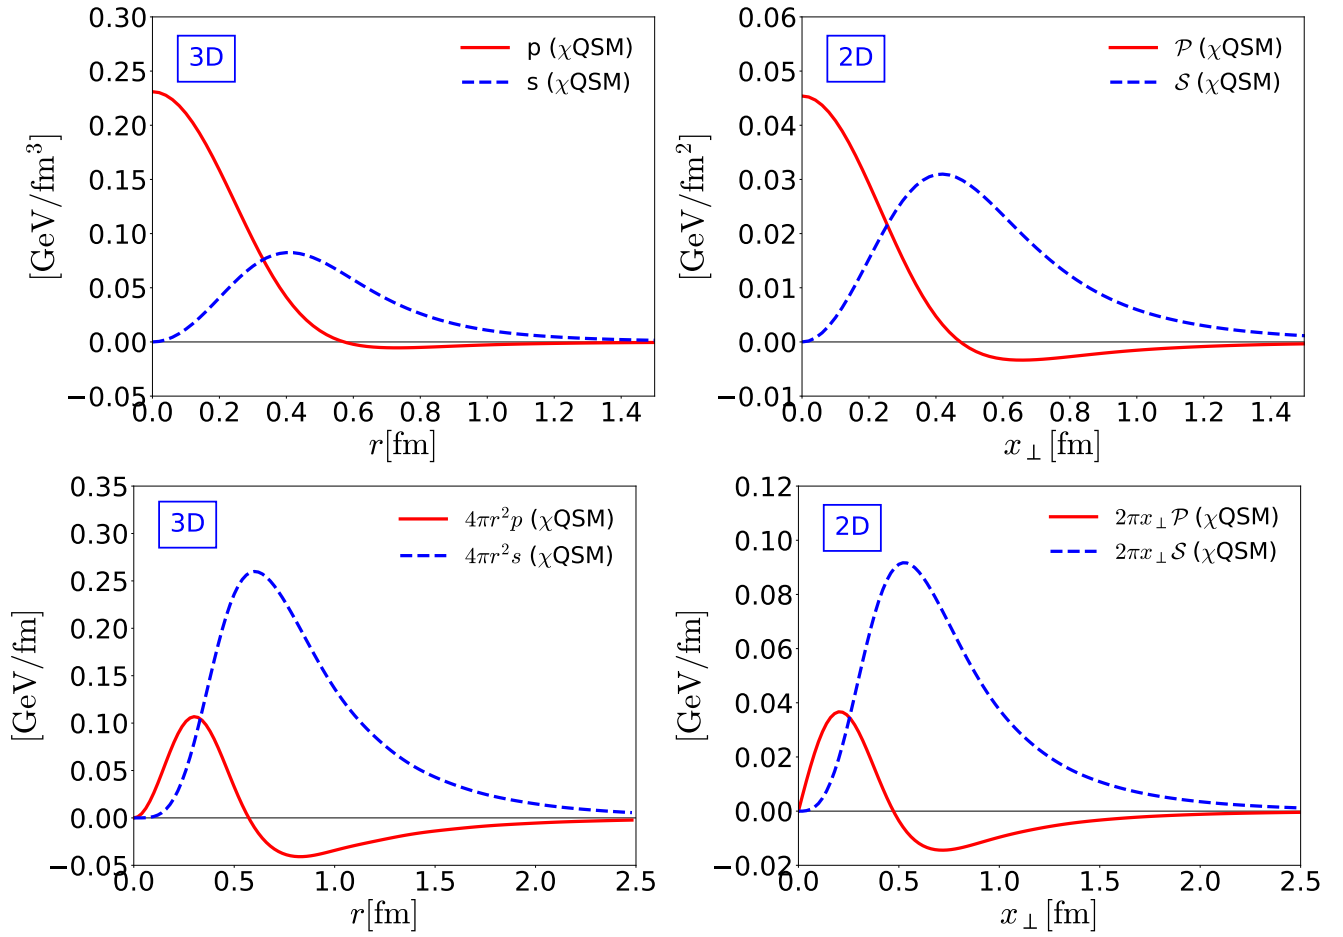 3D
p (χQSM)
s (χQSM)
[GeV/fm³]
0.30
0.25
0.20
0.15
0.10
0.05
0.00
−0.05
0.0 0.2 0.4 0.6 0.8 1.0 1.2 1.4
r[fm]
2D
𝒫 (χQSM)
𝒮 (χQSM)
[GeV/fm²]
0.06
0.05
0.04
0.03
0.02
0.01
0.00
−0.01
0.0 0.2 0.4 0.6 0.8 1.0 1.2 1.4
x⊥[fm]
3D
4πr²p (χQSM)
4πr²s (χQSM)
[GeV/fm]
0.35
0.30
0.25
0.20
0.15
0.10
0.05
0.00
−0.05
0.0 0.5 1.0 1.5 2.0 2.5
r[fm]
2D
2πx⊥𝒫 (χQSM)
2πx⊥𝒮 (χQSM)
[GeV/fm]
0.12
0.10
0.08
0.06
0.04
0.02
0.00
−0.02
0.0 0.5 1.0 1.5 2.0 2.5
x⊥[fm]